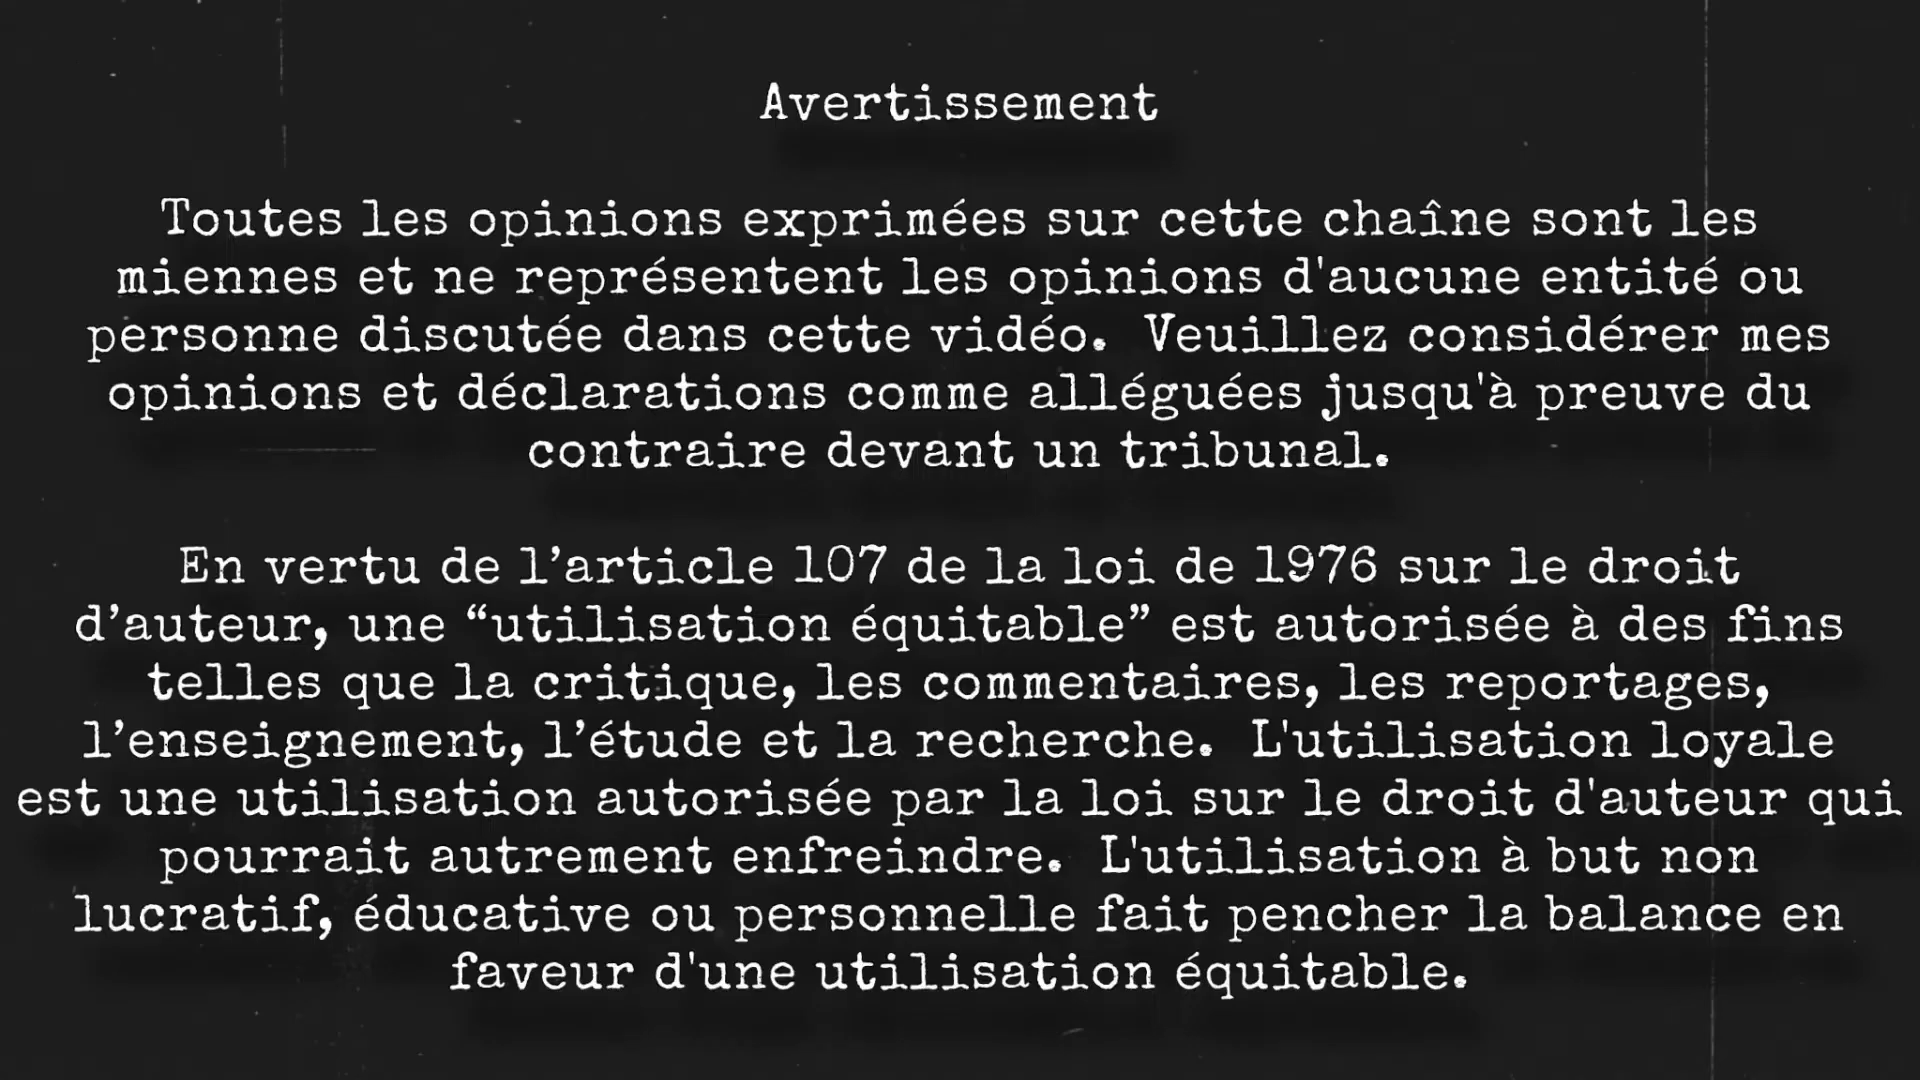 Avertissement
Toutes les opinions exprimées sur cette chaîne sont les
miennes et ne représentent les opinions d'aucune entité ou
personne discutée dans cette vidéo. Veuillez considérer mes
opinions et déclarations comme alléguées jusqu'à preuve du
contraire devant un tribunal.
En vertu de l’article 107 de la loi de 1976 sur le droit
d’auteur, une “utilisation équitable” est autorisée à des fins
telles que la critique, les commentaires, les reportages,
l’enseignement, l’étude et la recherche. L'utilisation loyale
est une utilisation autorisée par la loi sur le droit d'auteur qui
pourrait autrement enfreindre. L'utilisation à but non
lucratif, éducative ou personnelle fait pencher la balance en
faveur d'une utilisation équitable.